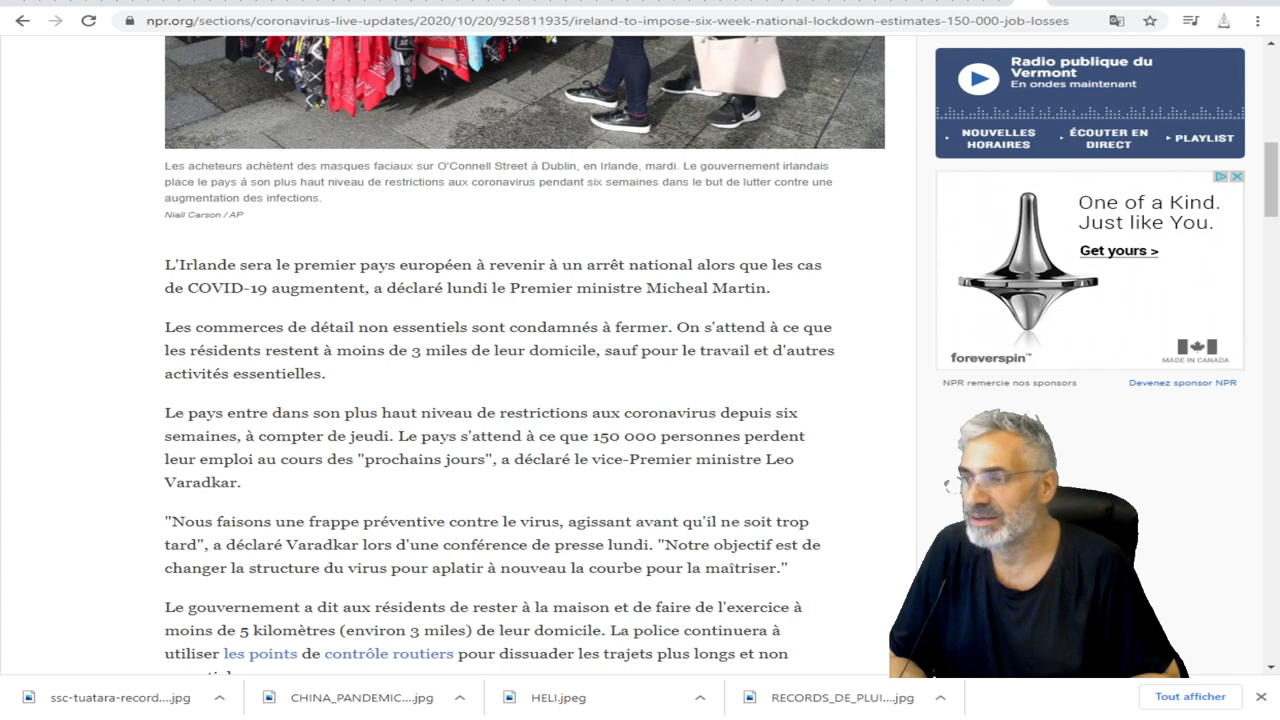 npr.org/sections/coronavirus-live-updates/2020/10/20/925811935/ireland-to-impose-six-week-national-lockdown-estimates-150-000-job-losses
Les acheteurs achètent des masques faciaux sur O'Connell Street à Dublin, en Irlande, mardi. Le gouvernement irlandais
place le pays à son plus haut niveau de restrictions aux coronavirus pendant six semaines dans le but de lutter contre une
augmentation des infections.
Niall Carson / AP
L'Irlande sera le premier pays européen à revenir à un arrêt national alors que les cas
de COVID-19 augmentent, a déclaré lundi le Premier ministre Micheal Martin.
Les commerces de détail non essentiels sont condamnés à fermer. On s'attend à ce que
les résidents restent à moins de 3 miles de leur domicile, sauf pour le travail et d'autres
activités essentielles.
Le pays entre dans son plus haut niveau de restrictions aux coronavirus depuis six
semaines, à compter de jeudi. Le pays s'attend à ce que 150 000 personnes perdent
leur emploi au cours des "prochains jours", a déclaré le vice-Premier ministre Leo
Varadkar.
"Nous faisons une frappe préventive contre le virus, agissant avant qu'il ne soit trop
tard", a déclaré Varadkar lors d'une conférence de presse lundi. "Notre objectif est de
changer la structure du virus pour aplatir à nouveau la courbe pour la maîtriser."
Le gouvernement a dit aux résidents de rester à la maison et de faire de l'exercice à
moins de 5 kilomètres (environ 3 miles) de leur domicile. La police continuera à
utiliser les points de contrôle routiers pour dissuader les trajets plus longs et non
Radio publique du
Vermont
En ondes maintenant
NOUVELLES
HORAIRES
ÉCOUTER EN
DIRECT
PLAYLIST
One of a Kind.
Just like You.
Get yours >
foreverspin™
MADE IN CANADA
NPR remercie nos sponsors
Devenez sponsor NPR
ssc-tuatara-record....jpg
CHINA_PANDEMIC....jpg
HELI.jpeg
RECORDS_DE_PLUI....jpg
Tout afficher